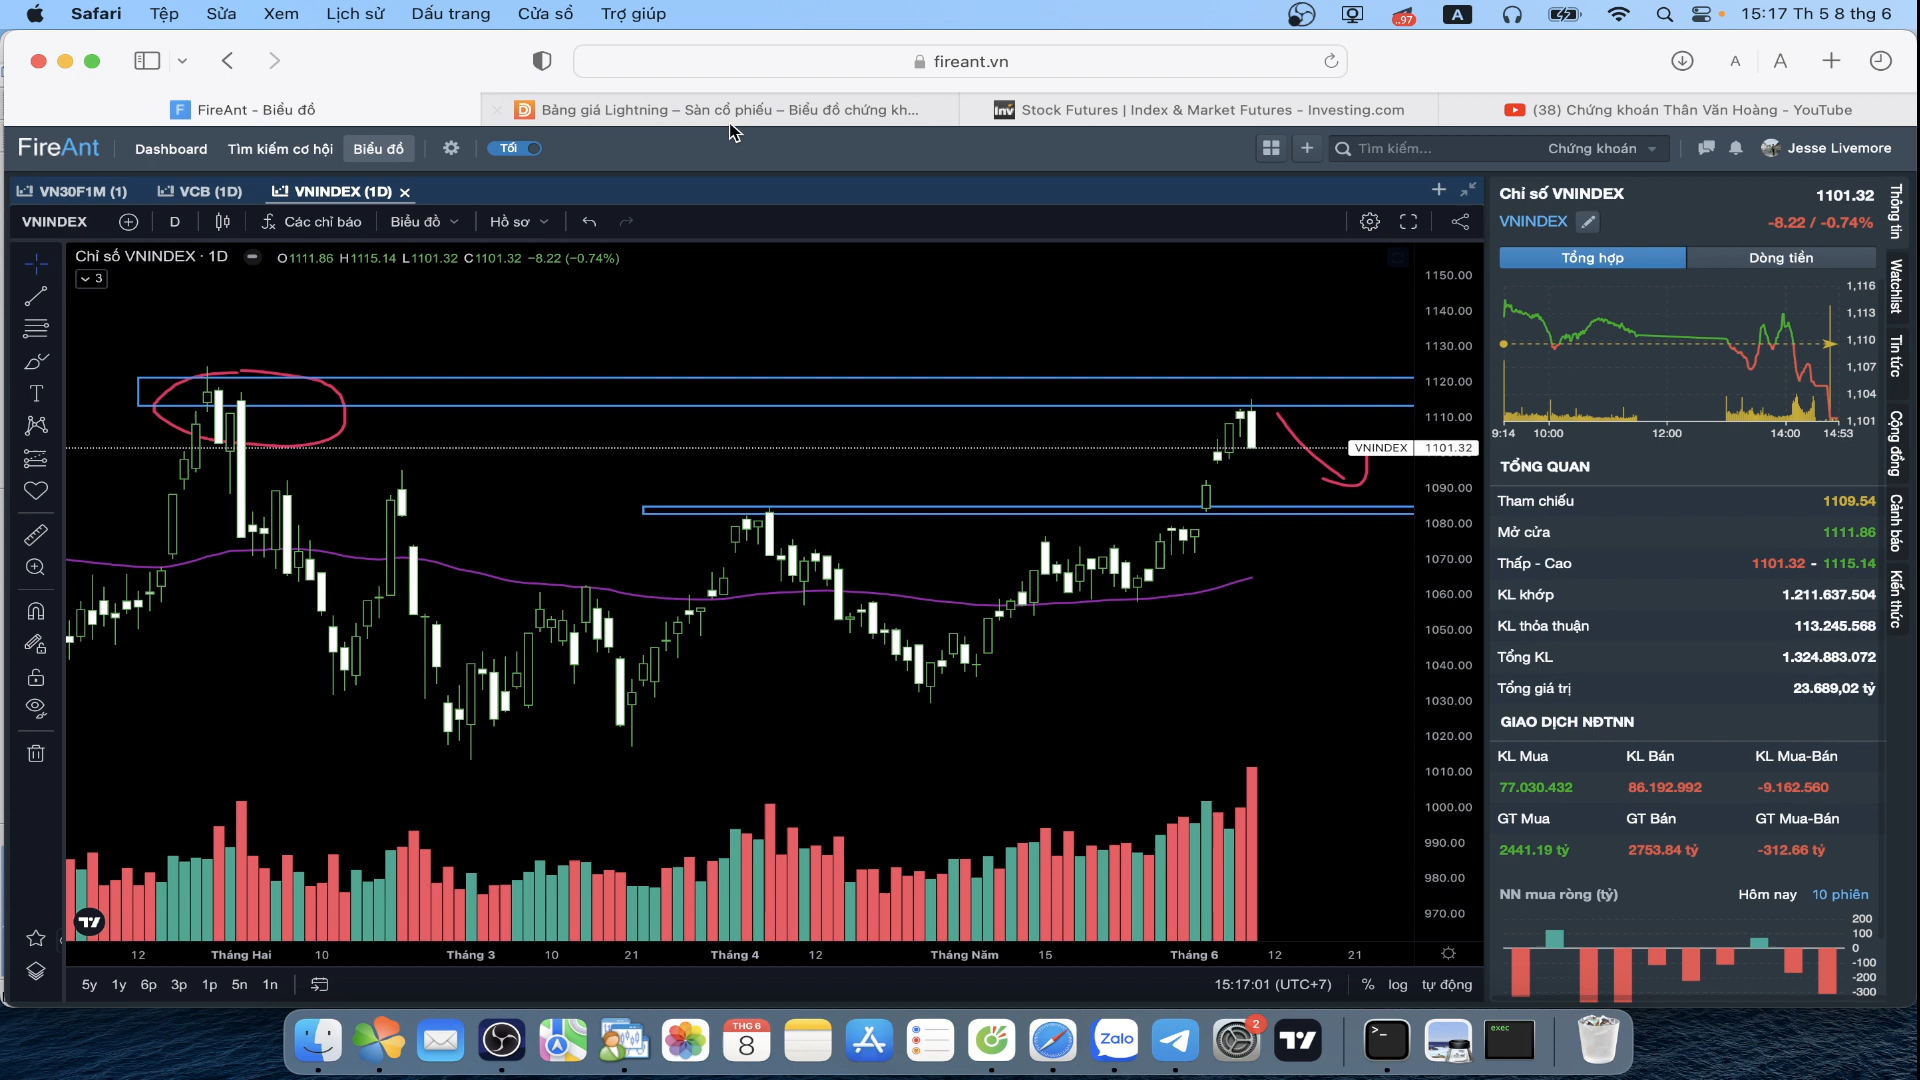 Safari Tệp Sửa Xem Lịch sử Dấu trang Cửa sổ Trợ giúp ..97 A 15:17 Th 5 8 thg 6
fireant.vn A A
FireAnt - Biểu đồ
Bảng giá Lightning – Sàn cổ phiếu – Biểu đồ chứng kh...
Stock Futures | Index & Market Futures - Investing.com
(38) Chứng khoán Thân Văn Hoàng - YouTube
FireAnt Dashboard Tìm kiếm cơ hội Biểu đồ Tối Tìm kiếm... Chứng khoán Jesse Livemore
VN30F1M (1) VCB (1D) VNINDEX (1D)
VNINDEX D Các chỉ báo Biểu đồ Hồ sơ
Chỉ số VNINDEX · 1D O1111.86 H1115.14 L1101.32 C1101.32 -8.22 (-0.74%)
3
1150.00
1140.00
1130.00
1120.00
1110.00
VNINDEX 1101.32
1090.00
1080.00
1070.00
1060.00
1050.00
1040.00
1030.00
1020.00
1010.00
1000.00
990.00
980.00
970.00
12 Tháng Hai 10 Tháng 3 10 21 Tháng 4 12 Tháng Năm 15 Tháng 6 12 21
5y 1y 6p 3p 1p 5n 1n 15:17:01 (UTC+7) % log tự động
Chỉ số VNINDEX 1101.32
VNINDEX -8.22 / -0.74%
Tổng hợp Dòng tiền
1,116
1,113
1,110
1,107
1,104
1,101
9:14 10:00 12:00 14:00 14:53
TỔNG QUAN
Tham chiếu 1109.54
Mở cửa 1111.86
Thấp - Cao 1101.32 - 1115.14
KL khớp 1.211.637.504
KL thỏa thuận 113.245.568
Tổng KL 1.324.883.072
Tổng giá trị 23.689,02 tỷ
GIAO DỊCH NĐTNN
KL Mua KL Bán KL Mua-Bán
77.030.432 86.192.992 -9.162.560
GT Mua GT Bán GT Mua-Bán
2441.19 tỷ 2753.84 tỷ -312.66 tỷ
NN mua ròng (tỷ) Hôm nay 10 phiên
200
100
0
-100
-200
-300
Thông tin
Watchlist
Tin tức
Cộng đồng
Cảnh báo
Kiến thức
THG 6
8
Zalo
2
exec